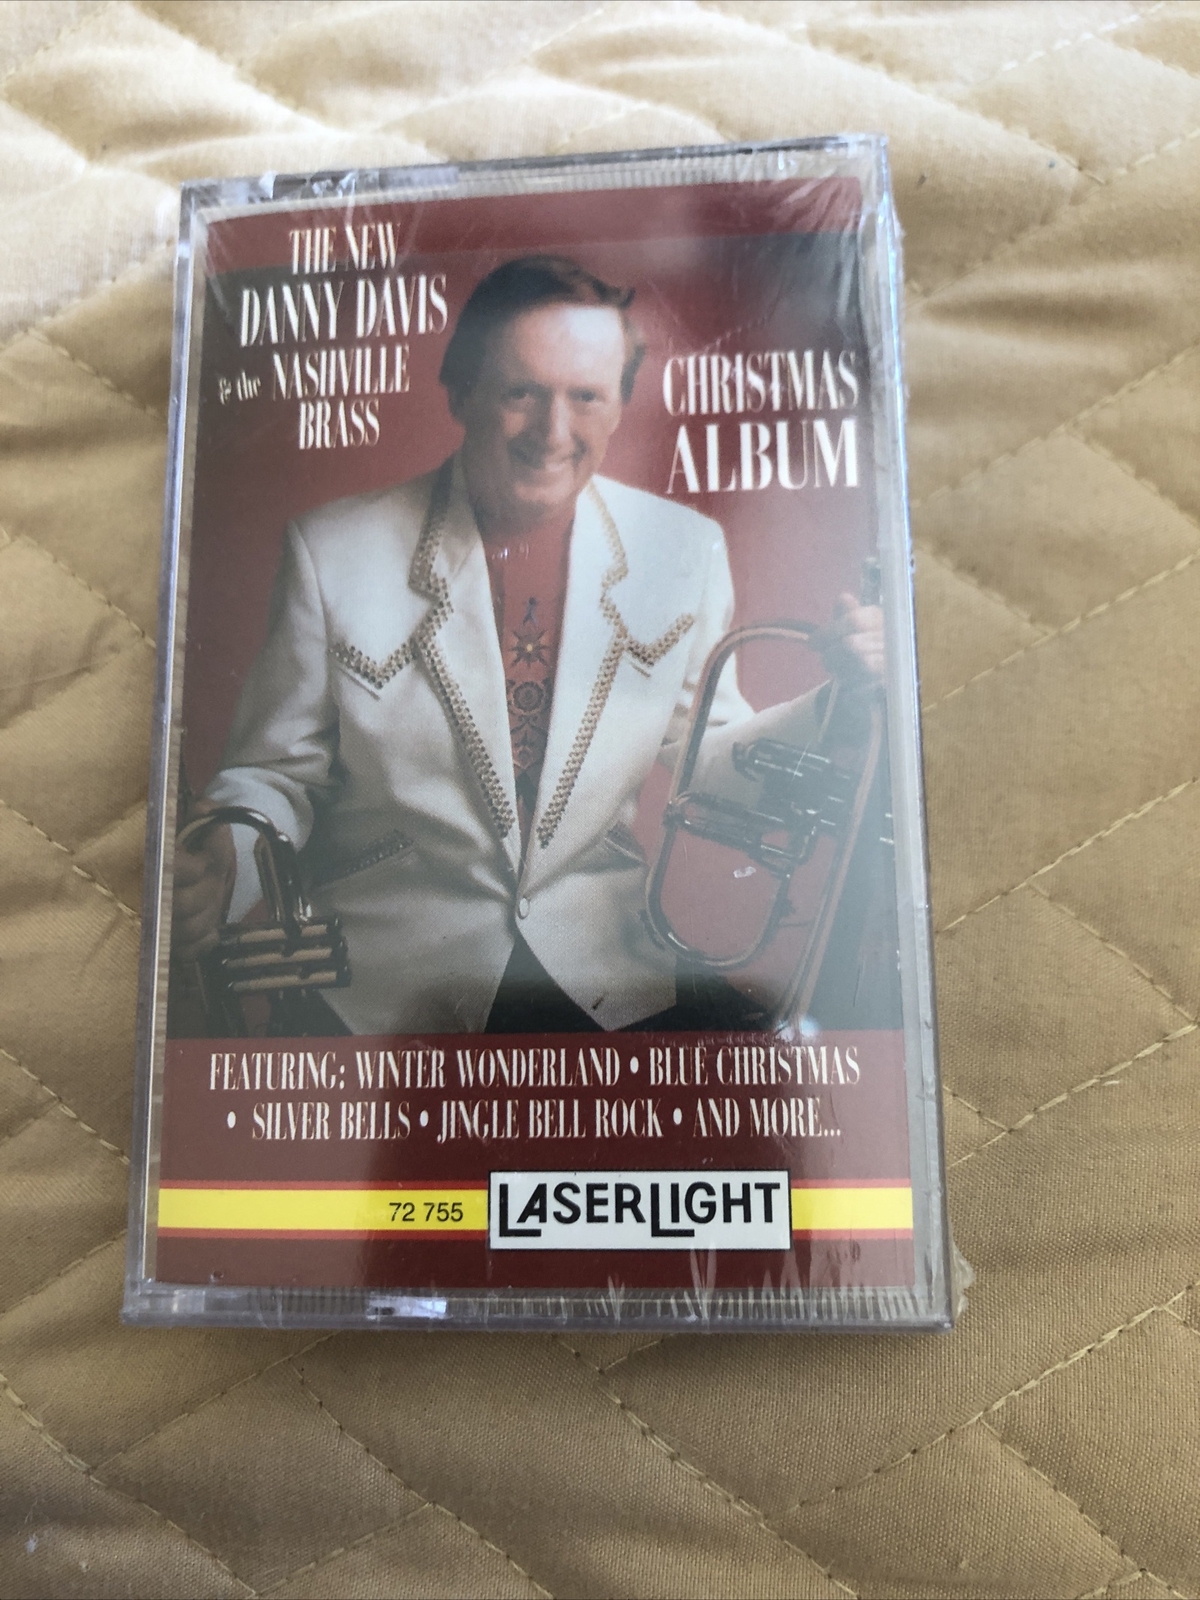 THE NEW
DANNY DAVIS
& the NASHVILLE
BRASS
CHRISTMAS
ALBUM
FEATURING: WINTER WONDERLAND • BLUE CHRISTMAS
• SILVER BELLS • JINGLE BELL ROCK • AND MORE...
72 755
LASERLIGHT